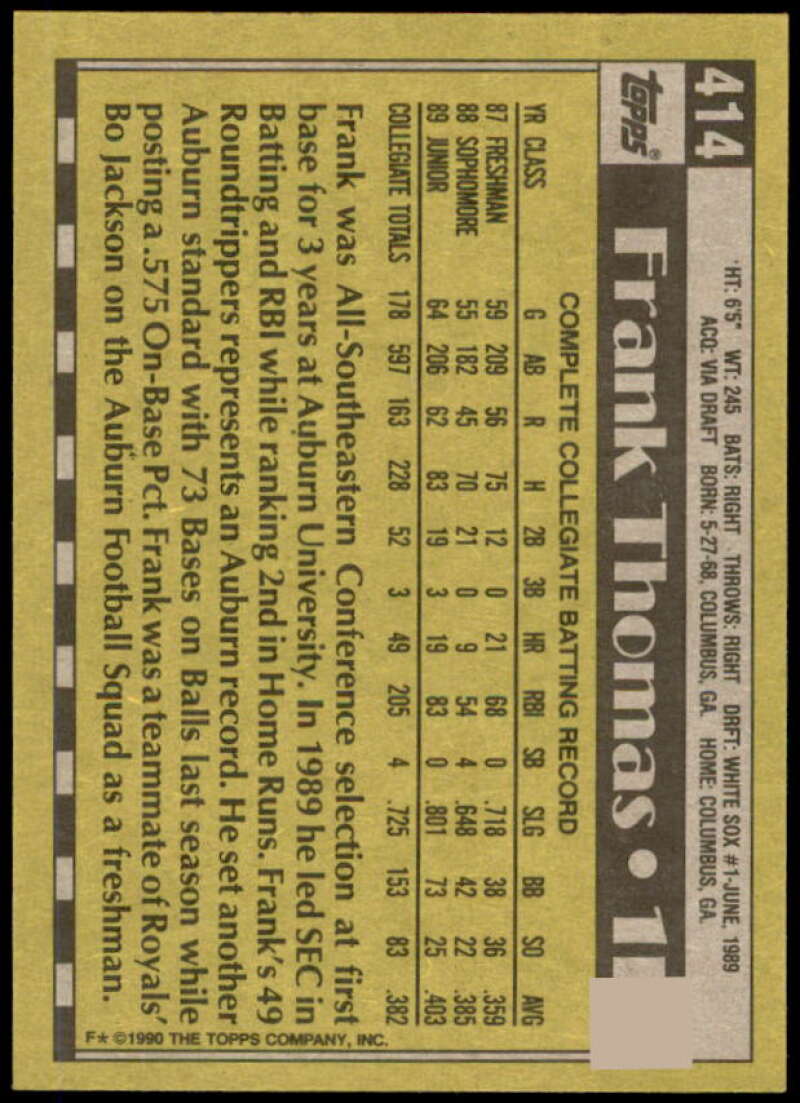 414
'HT: 6'5" WT: 245 BATS: RIGHT THROWS: RIGHT DRFT: WHITE SOX #1-JUNE, 1989
ACQ: VIA DRAFT BORN: 5-27-68, COLUMBUS, GA. HOME: COLUMBUS, GA.
topps®
Frank Thomas • 1
COMPLETE COLLEGIATE BATTING RECORD
YR CLASS G AB R H 2B 3B HR RBI SB SLG BB SO AVG
87 FRESHMAN 59 209 56 75 12 0 21 68 0 .718 38 36 .359
88 SOPHOMORE 55 182 45 70 21 0 9 54 4 .648 42 22 .385
89 JUNIOR 64 206 62 83 19 3 19 83 0 .801 73 25 .403
COLLEGIATE TOTALS 178 597 163 228 52 3 49 205 4 .725 153 83 .382
Frank was All-Southeastern Conference selection at first
base for 3 years at Auburn University. In 1989 he led SEC in
Batting and RBI while ranking 2nd in Home Runs. Frank's 49
Roundtrippers represents an Auburn record. He set another
Auburn standard with 73 Bases on Balls last season while
posting a .575 On-Base Pct. Frank was a teammate of Royals'
Bo Jackson on the Auburn Football Squad as a freshman.
F* ©1990 THE TOPPS COMPANY, INC.